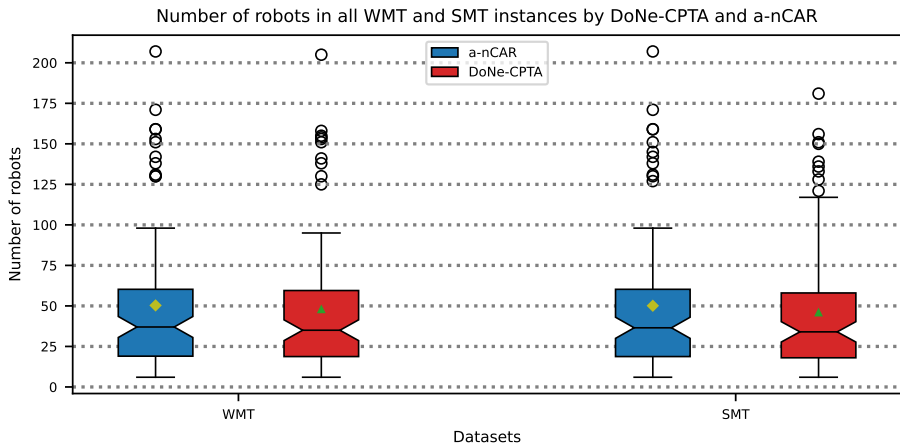 Number of robots in all WMT and SMT instances by DoNe-CPTA and a-nCAR
a-nCAR
DoNe-CPTA
Number of robots
200
175
150
125
100
75
50
25
0
WMT
SMT
Datasets